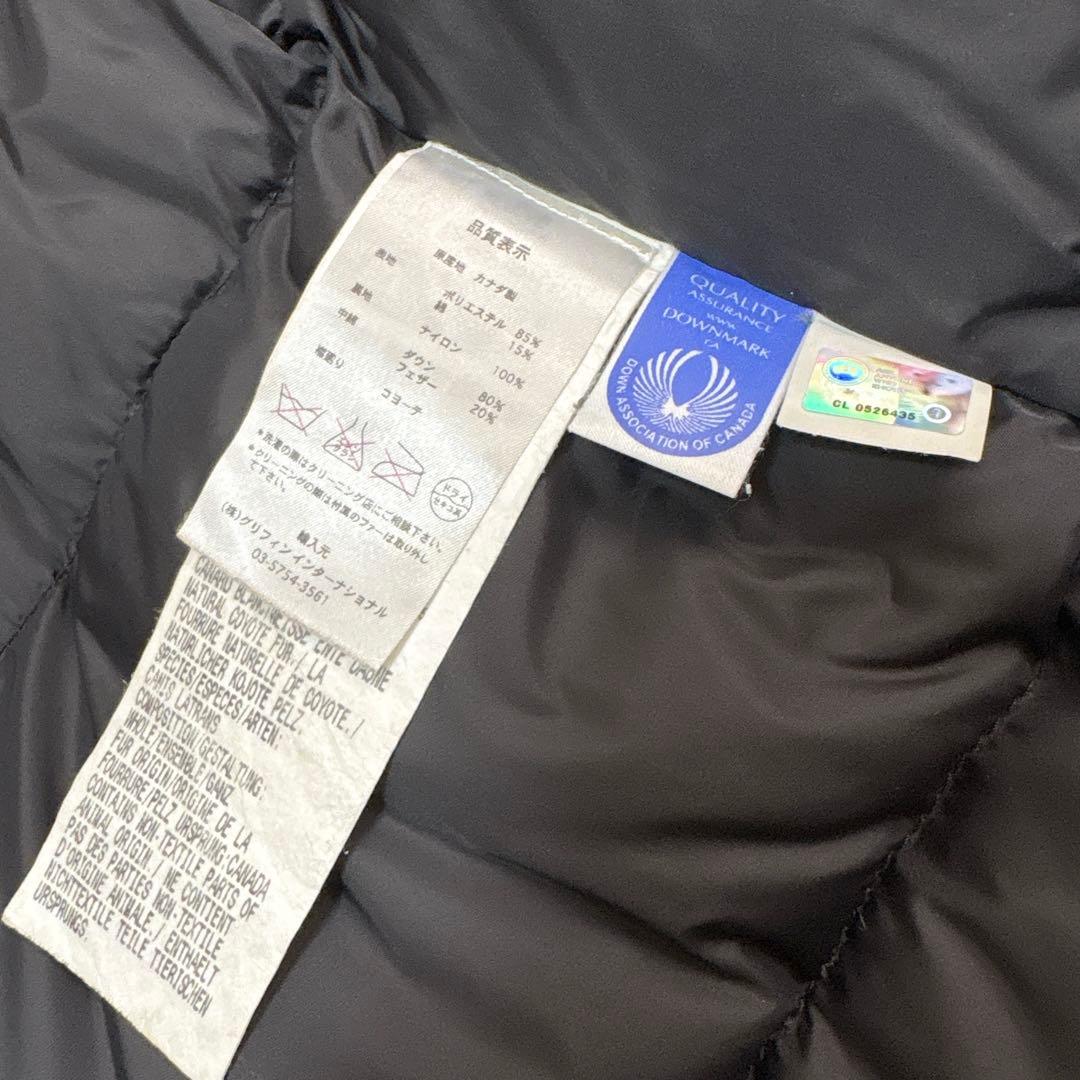 品質表示
原産地 カナダ製
表地 ポリエステル 85%
綿 15%
裏地 ナイロン 100%
中綿 ダウン 80%
フェザー 20%
裾取り コヨーテ
ドライ
セキユ系
*洗濯の際はクリーニング店にご相談下さい。
*クリーニングの際は付属のファーは取り外し
て下さい。
輸入元
(株)グリフィンインターナショナル
03-5754-3561
NATURAL COYOTE FUR / LA
FOURRURE NATURELLE DE COYOTE. /
NATÜRLICHER KOJOTE PELZ.
SPECIES/ESPECES/ARTEN:
CANIS LATRANS
COMPOSITION/GESTALTUNG:
WHOLE/ENSEMBLE/GANZ
FUR ORIGIN/ORIGINE DE LA
FOURRURE/PELZ URSPRUNG:CANADA
CONTAINS NON-TEXTILE PARTS OF
ANIMAL ORIGIN. / NE CONTIENT
PAS DES PARTIES NON-TEXTILE
D'ORIGINE ANIMALE. / ENTHAELT
NICHTTEXTILE TEILE TIERISCHEN
URSPRUNGS.
QUALITY
ASSURANCE
www.
DOWNMARK
.CA
DOWN ASSOCIATION OF CANADA
CL 0526435